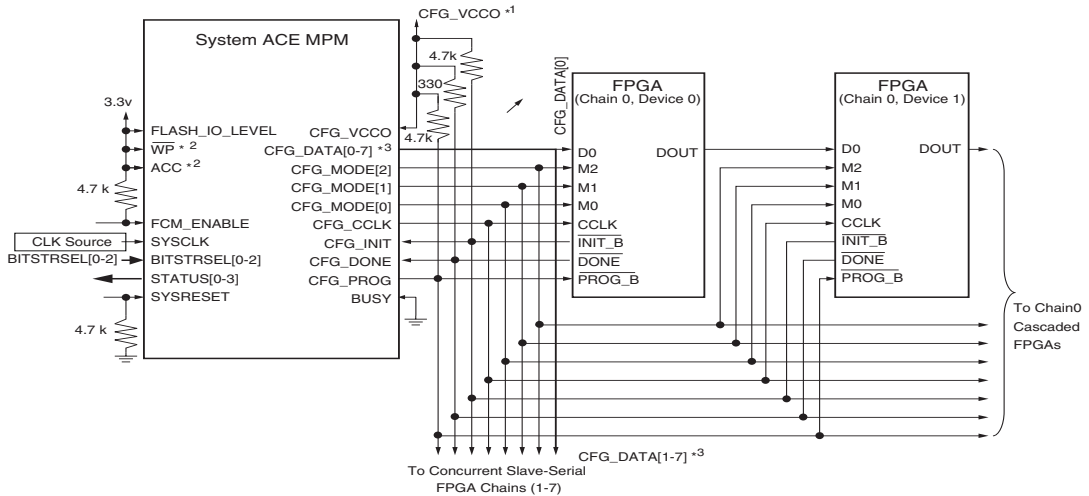 CFG_VCCO *1
System ACE MPM
4.7k
330
4.7k
CFG_DATA[0]
FPGA
(Chain 0, Device 0)
FPGA
(Chain 0, Device 1)
3.3v
FLASH_IO_LEVEL
WP *2
ACC *2
4.7 k
FCM_ENABLE
CLK Source
SYSCLK
BITSTRSEL[0-2]
BITSTRSEL[0-2]
STATUS[0-3]
SYSRESET
4.7 k
CFG_VCCO
CFG_DATA[0-7] *3
CFG_MODE[2]
CFG_MODE[1]
CFG_MODE[0]
CFG_CCLK
CFG_INIT
CFG_DONE
CFG_PROG
BUSY
D0
DOUT
M2
M1
M0
CCLK
INIT_B
DONE
PROG_B
D0
DOUT
M2
M1
M0
CCLK
INIT_B
DONE
PROG_B
To Chain0
Cascaded
FPGAs
CFG_DATA[1-7] *3
To Concurrent Slave-Serial
FPGA Chains (1-7)